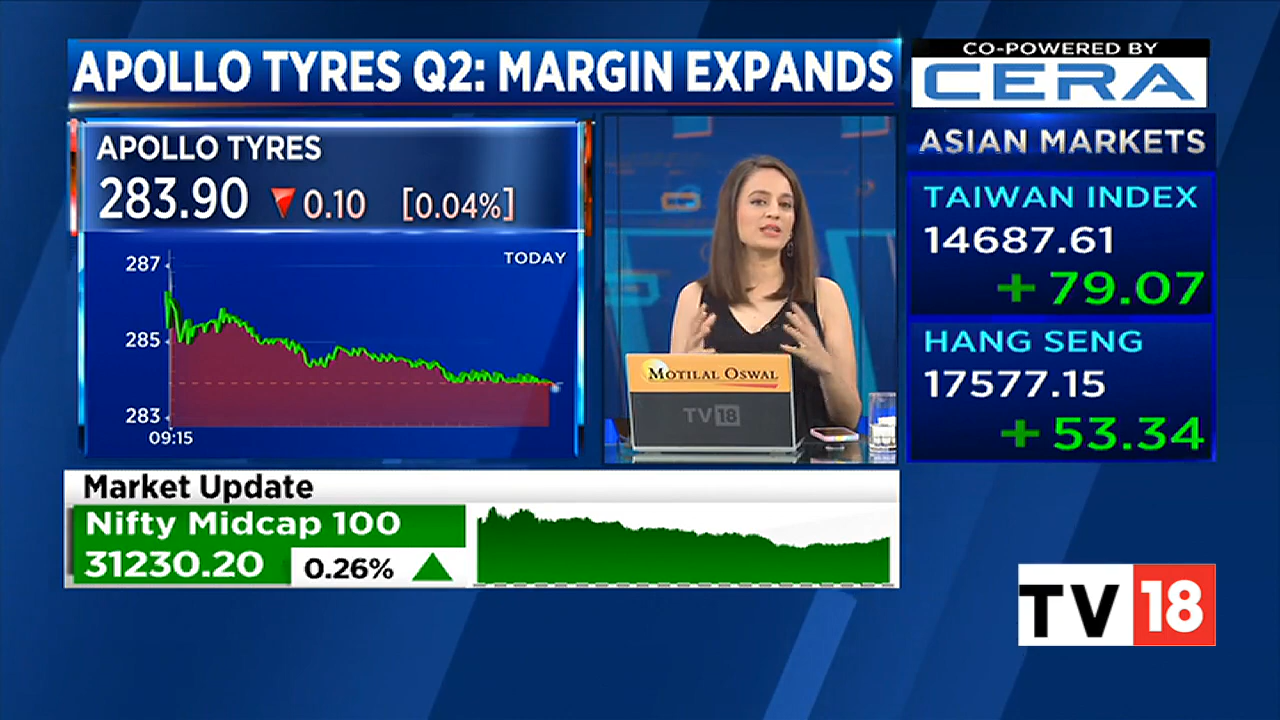 APOLLO TYRES Q2: MARGIN EXPANDS
CO-POWERED BY
CERA
APOLLO TYRES
283.90 ▼ 0.10 [0.04%]
TODAY
287
285
283
09:15
MOTILAL OSWAL
TV18
ASIAN MARKETS
TAIWAN INDEX
14687.61
+ 79.07
HANG SENG
17577.15
+ 53.34
Market Update
Nifty Midcap 100
31230.20 0.26% ▲
TV18